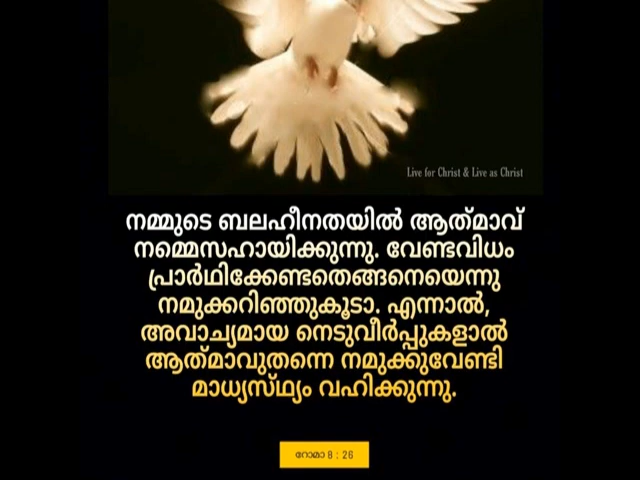 Live for Christ & Live as Christ
നമ്മുടെ ബലഹീനതയിൽ ആത്മാവ്
നമ്മെസഹായിക്കുന്നു. വേണ്ടവിധം
പ്രാർഥിക്കേണ്ടതെങ്ങനെയെന്നു
നമുക്കറിഞ്ഞുകൂടാ. എന്നാൽ,
അവാച്യമായ നെടുവീർപ്പുകളാൽ
ആത്മാവുതന്നെ നമുക്കുവേണ്ടി
മാധ്യസ്ഥ്യം വഹിക്കുന്നു.
റോമാ 8 : 26